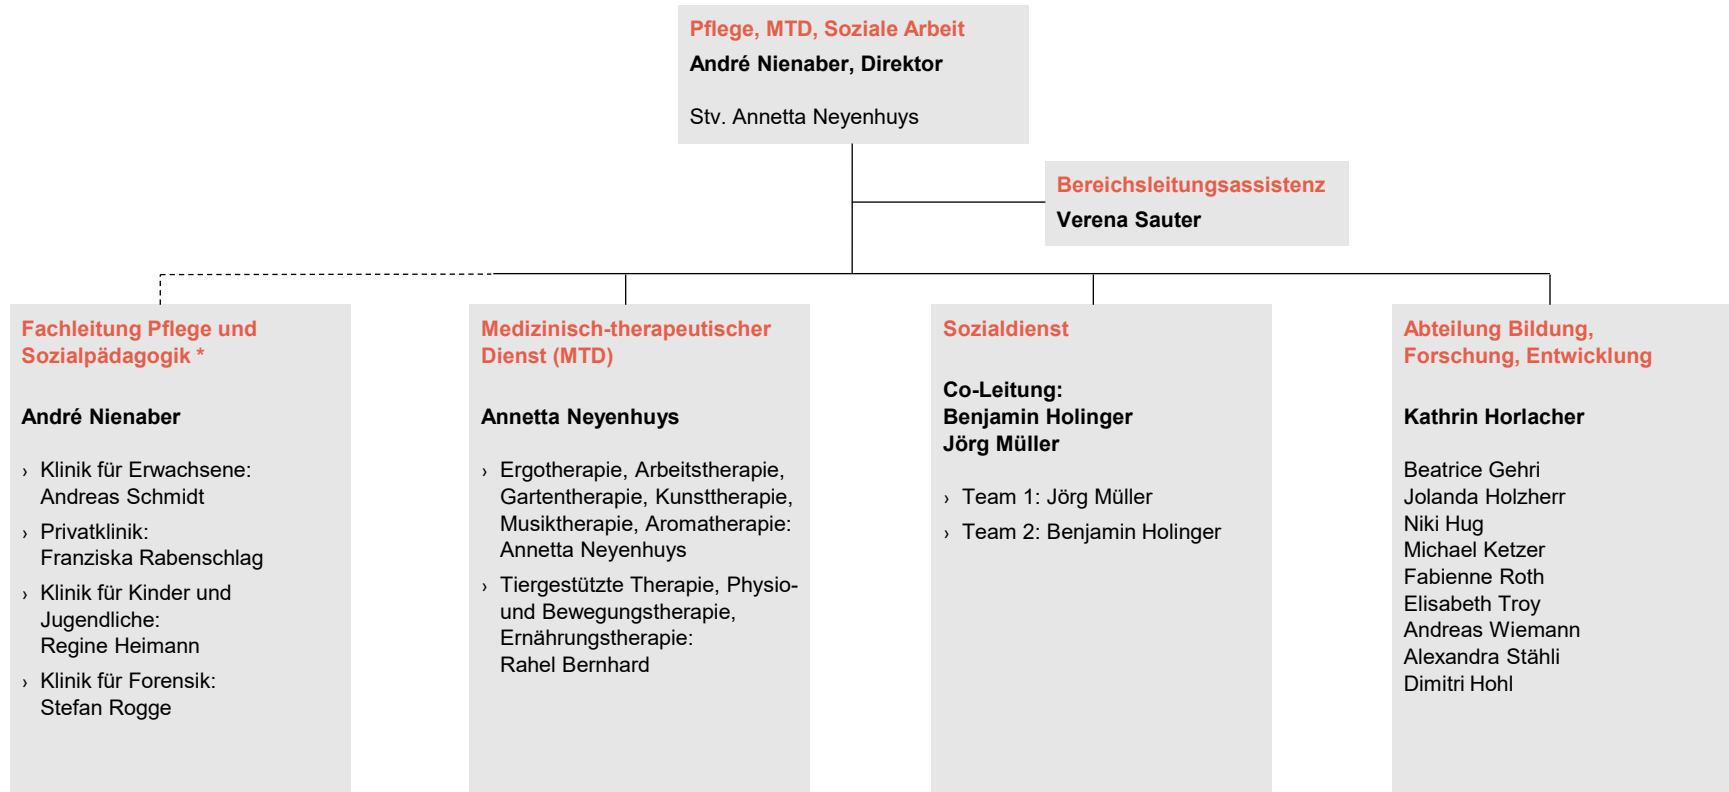 Pflege, MTD, Soziale Arbeit
André Nienaber, Direktor
Stv. Annetta Neyenhuys
Bereichsleitungsassistenz
Verena Sauter
Fachleitung Pflege und
Sozialpädagogik *
André Nienaber
› Klinik für Erwachsene:
Andreas Schmidt
› Privatklinik:
Franziska Rabenschlag
› Klinik für Kinder und
Jugendliche:
Regine Heimann
› Klinik für Forensik:
Stefan Rogge
Medizinisch-therapeutischer
Dienst (MTD)
Annetta Neyenhuys
› Ergotherapie, Arbeitstherapie,
Gartentherapie, Kunsttherapie,
Musiktherapie, Aromatherapie:
Annetta Neyenhuys
› Tiergestützte Therapie, Physio-
und Bewegungstherapie,
Ernährungstherapie:
Rahel Bernhard
Sozialdienst
Co-Leitung:
Benjamin Holinger
Jörg Müller
› Team 1: Jörg Müller
› Team 2: Benjamin Holinger
Abteilung Bildung,
Forschung, Entwicklung
Kathrin Horlacher
Beatrice Gehri
Jolanda Holzherr
Niki Hug
Michael Ketzer
Fabienne Roth
Elisabeth Troy
Andreas Wiemann
Alexandra Stähli
Dimitri Hohl